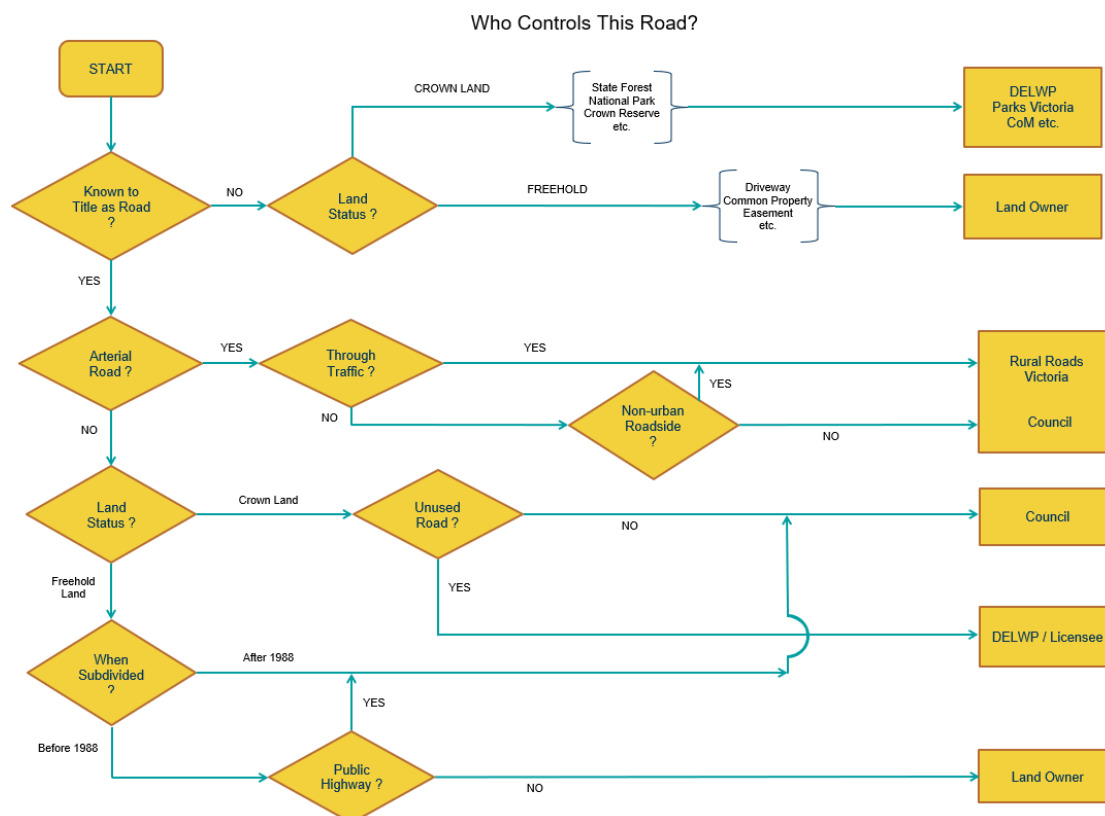 Who Controls This Road?
START
CROWN LAND
State Forest
National Park
Crown Reserve
etc.
DELWP
Parks Victoria
CoM etc.
Known to
Title as Road
?
NO
Land
Status ?
FREEHOLD
Driveway
Common Property
Easement
etc.
Land Owner
YES
Arterial
Road ?
YES
Through
Traffic ?
YES
Rural Roads
Victoria
NO
Non-urban
Roadside
?
YES
NO
Council
NO
Land
Status ?
Crown Land
Unused
Road ?
NO
Council
YES
DELWP / Licensee
Freehold
Land
When
Subdivided
?
After 1988
YES
Before 1988
Public
Highway ?
NO
Land Owner